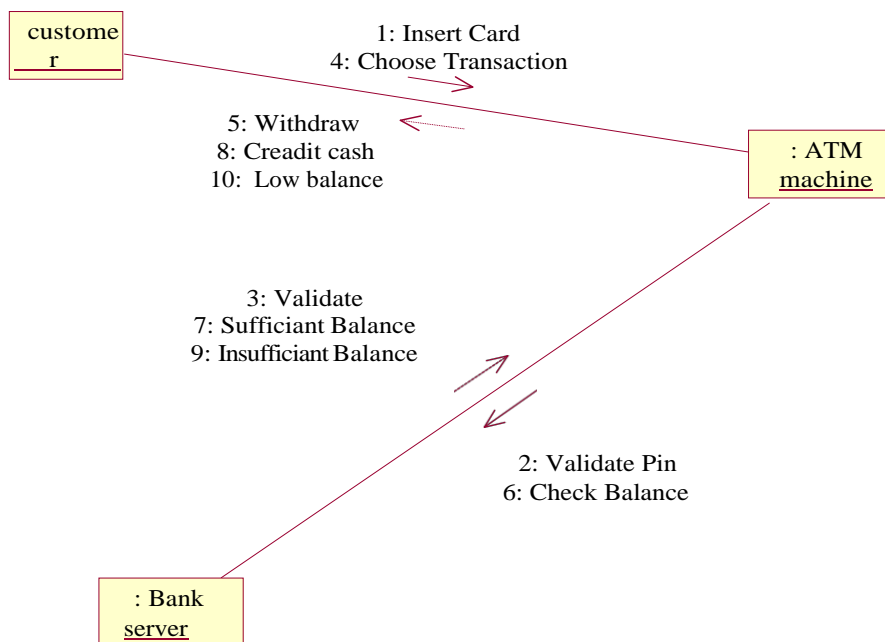 custome
r
1: Insert Card
4: Choose Transaction
5: Withdraw
8: Creadit cash
10: Low balance
: ATM
machine
3: Validate
7: Sufficiant Balance
9: Insufficiant Balance
2: Validate Pin
6: Check Balance
: Bank
server